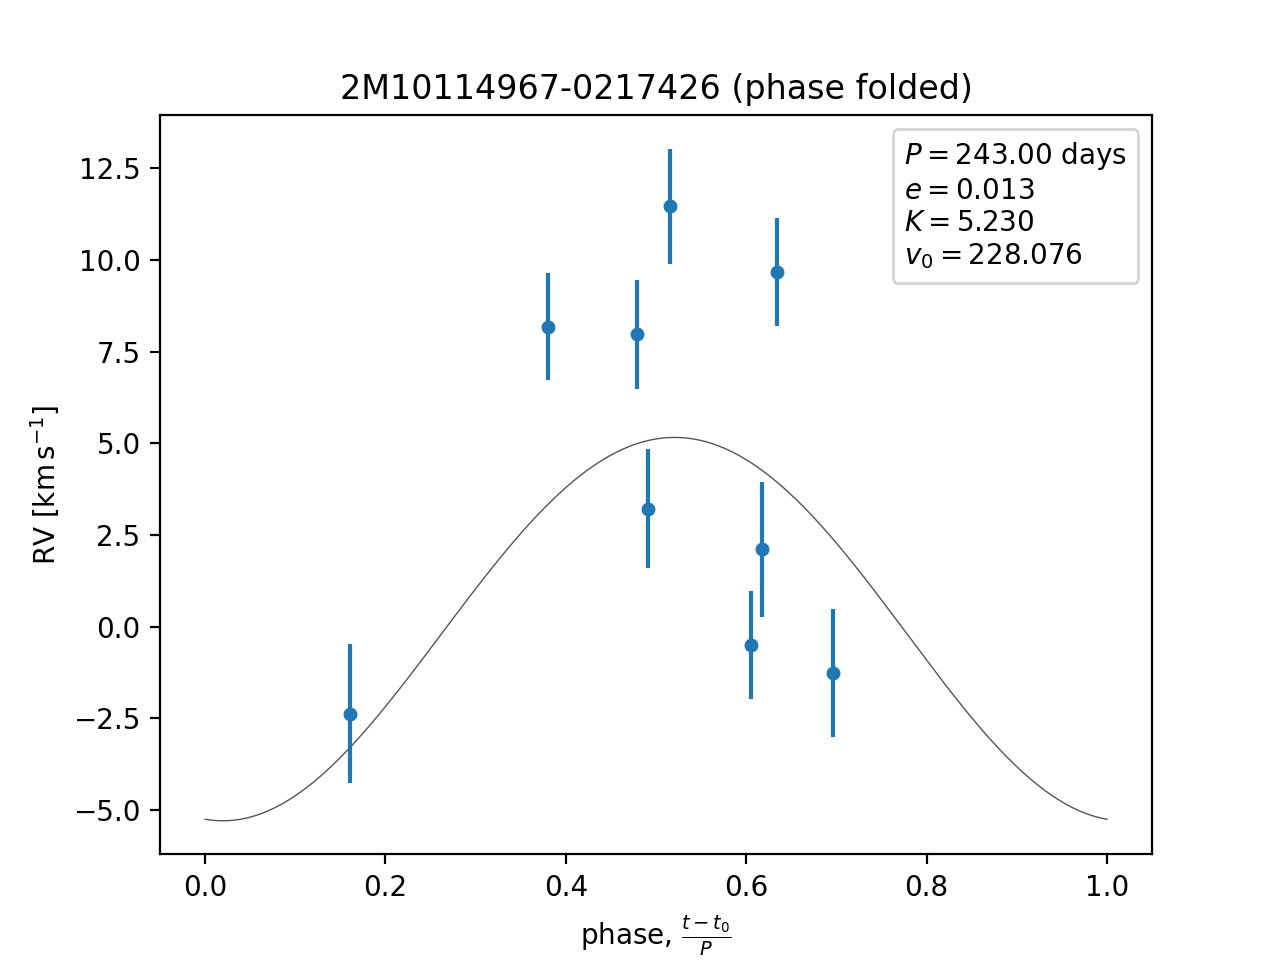 2M10114967-0217426 (phase folded)
P = 243.00 days
e = 0.013
K = 5.230
v₀ = 228.076
12.5
10.0
7.5
5.0
2.5
0.0
−2.5
−5.0
RV [km s⁻¹]
0.0 0.2 0.4 0.6 0.8 1.0
phase, (t − t₀)/P